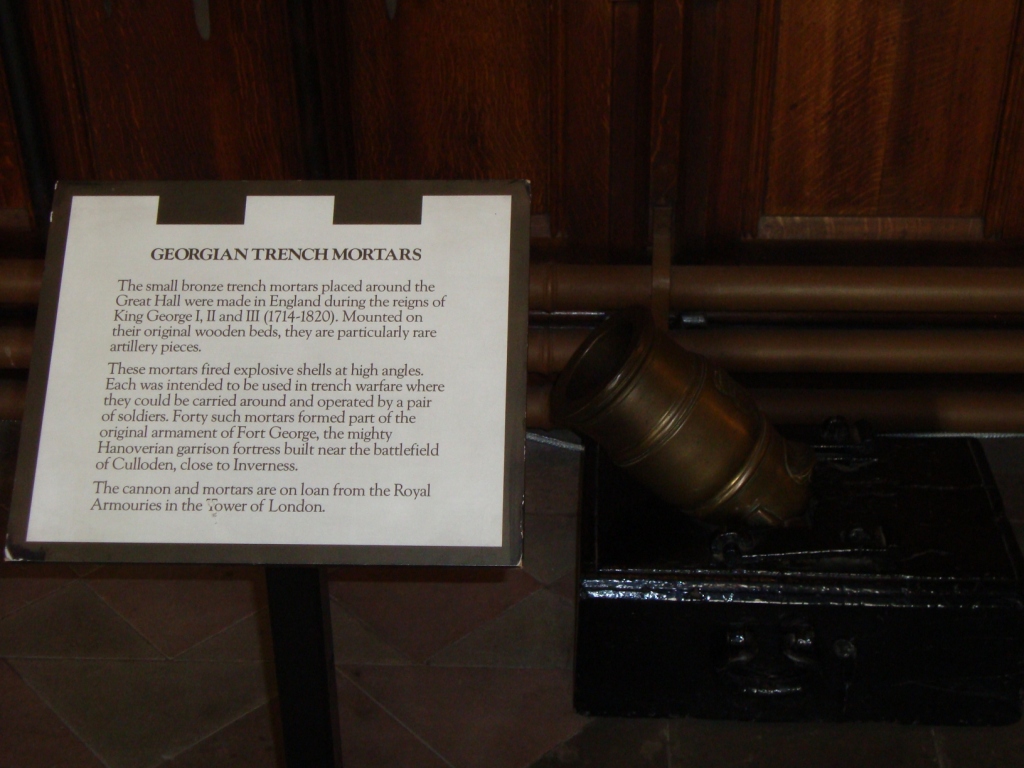 GEORGIAN TRENCH MORTARS
The small bronze trench mortars placed around the
Great Hall were made in England during the reigns of
King George I, II and III (1714-1820). Mounted on
their original wooden beds, they are particularly rare
artillery pieces.
These mortars fired explosive shells at high angles.
Each was intended to be used in trench warfare where
they could be carried around and operated by a pair
of soldiers. Forty such mortars formed part of the
original armament of Fort George, the mighty
Hanoverian garrison fortress built near the battlefield
of Culloden, close to Inverness.
The cannon and mortars are on loan from the Royal
Armouries in the Tower of London.